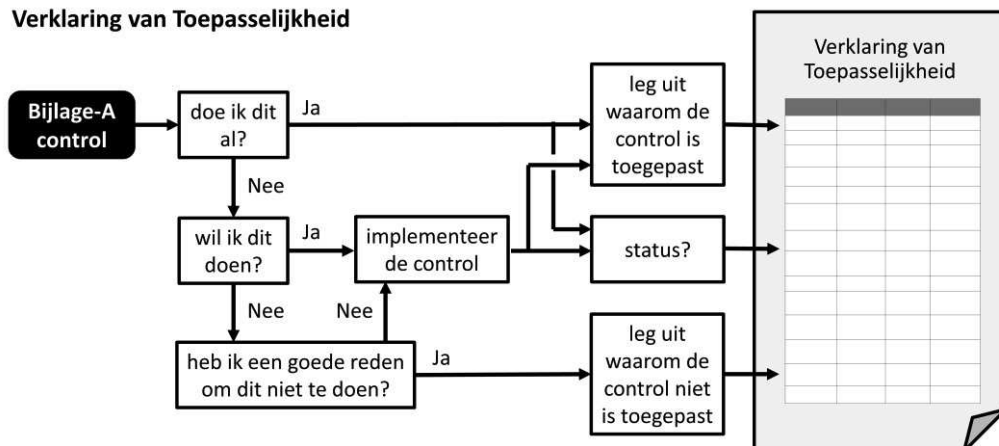 Verklaring van Toepasselijkheid
Bijlage-A
control
doe ik dit
al?
Ja
leg uit
waarom de
control is
toegepast
Nee
wil ik dit
doen?
Ja
implementeer
de control
status?
Nee
Nee
heb ik een goede reden
om dit niet te doen?
Ja
leg uit
waarom de
control niet
is toegepast
Verklaring van
Toepasselijkheid